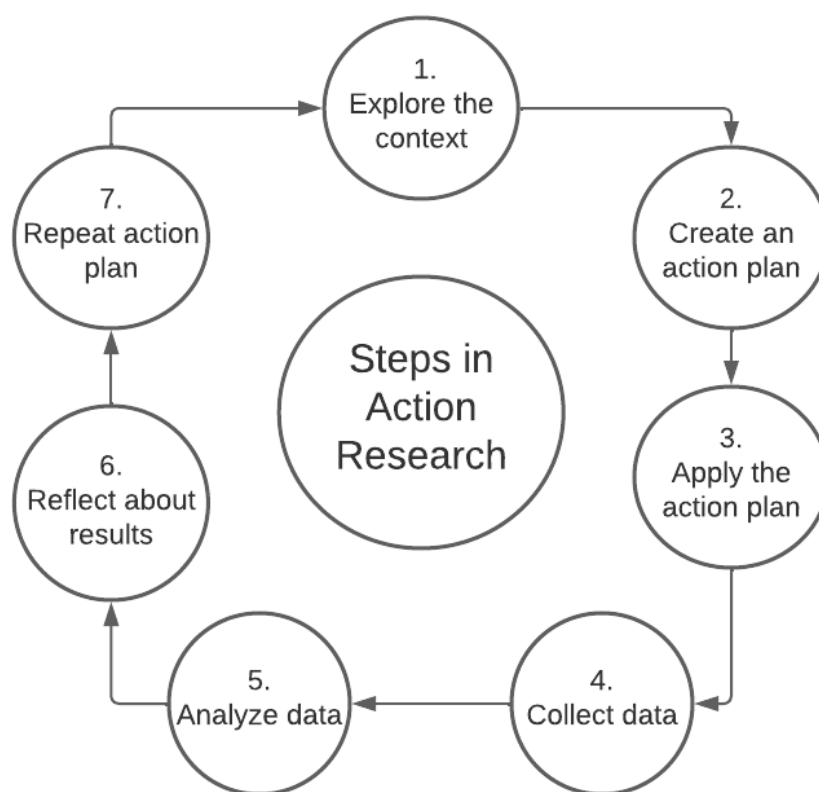 1.
Explore the
context
2.
Create an
action plan
3.
Apply the
action plan
4.
Collect data
5.
Analyze data
6.
Reflect about
results
7.
Repeat action
plan
Steps in
Action
Research